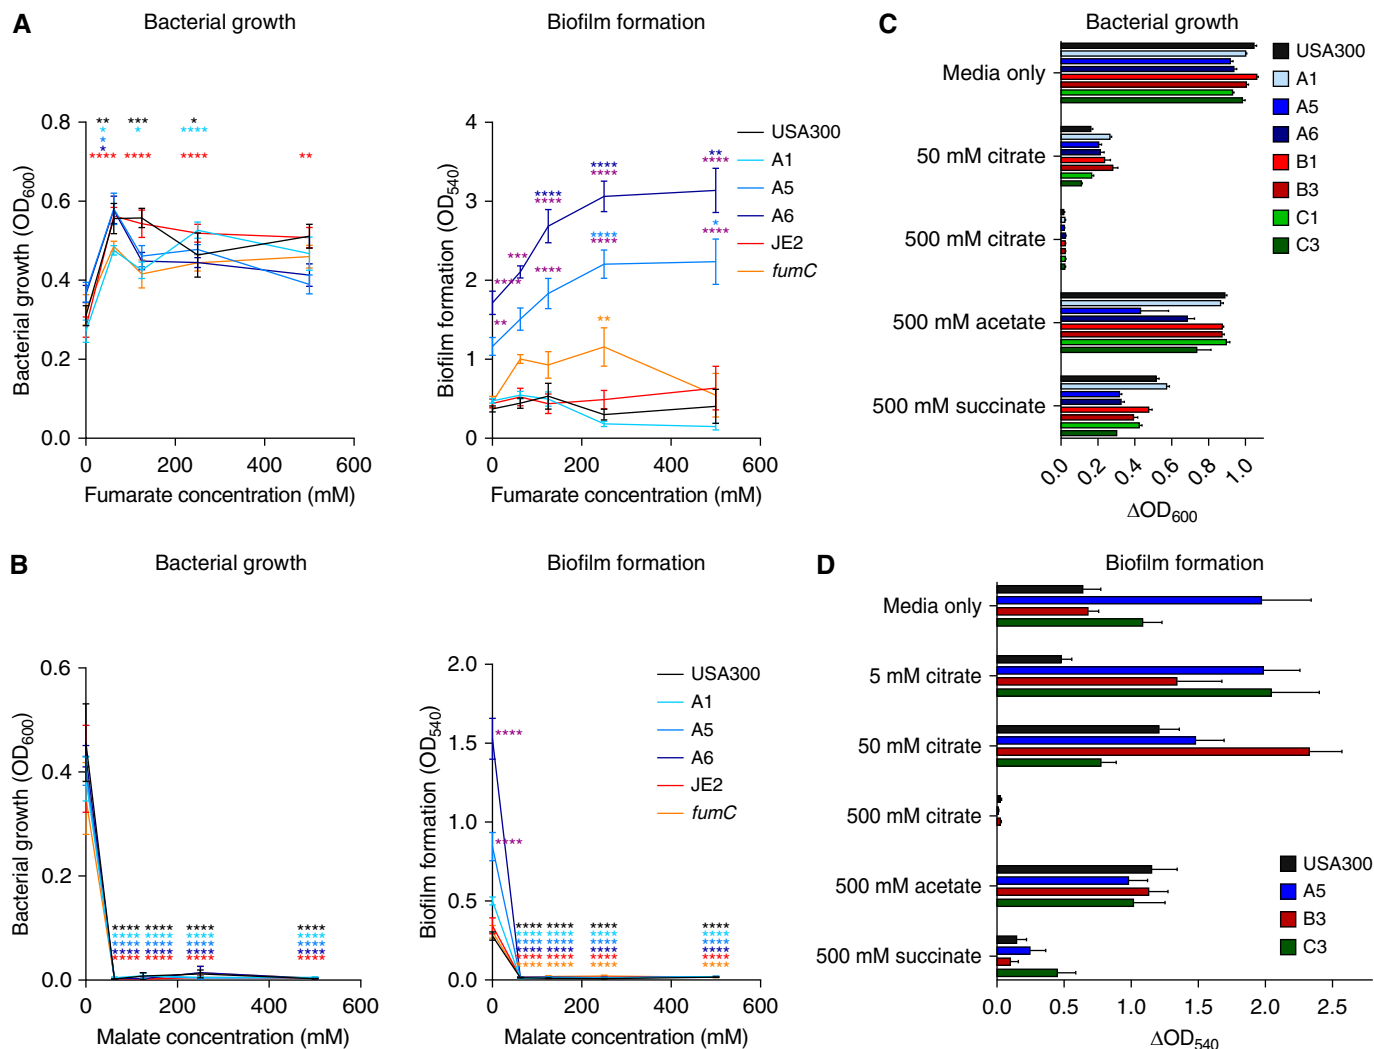 A
Bacterial growth
Biofilm formation
Bacterial growth (OD600)
0.8
0.6
0.4
0.2
0.0
** *** *
* * ****
*
*
**** **** **** **
0 200 400 600
Fumarate concentration (mM)
Biofilm formation (OD540)
4
3
2
1
0
**** **
**** **** ****
****
*** *
**** **** ****
**** ****
** **
0 200 400 600
Fumarate concentration (mM)
USA300
A1
A5
A6
JE2
fumC
B
Bacterial growth
Biofilm formation
Bacterial growth (OD600)
0.6
0.4
0.2
0.0
**** **** **** ****
**** **** **** ****
**** **** **** ****
**** **** **** ****
**** **** **** ****
0 200 400 600
Malate concentration (mM)
Biofilm formation (OD540)
2.0
1.5
1.0
0.5
0.0
****
****
**** **** **** ****
**** **** **** ****
**** **** **** ****
**** **** **** ****
**** **** **** ****
**** **** **** ****
0 200 400 600
Malate concentration (mM)
USA300
A1
A5
A6
JE2
fumC
C
Bacterial growth
Media only
50 mM citrate
500 mM citrate
500 mM acetate
500 mM succinate
0.0 0.2 0.4 0.6 0.8 1.0
ΔOD600
USA300
A1
A5
A6
B1
B3
C1
C3
D
Biofilm formation
Media only
5 mM citrate
50 mM citrate
500 mM citrate
500 mM acetate
500 mM succinate
0.0 0.5 1.0 1.5 2.0 2.5
ΔOD540
USA300
A5
B3
C3